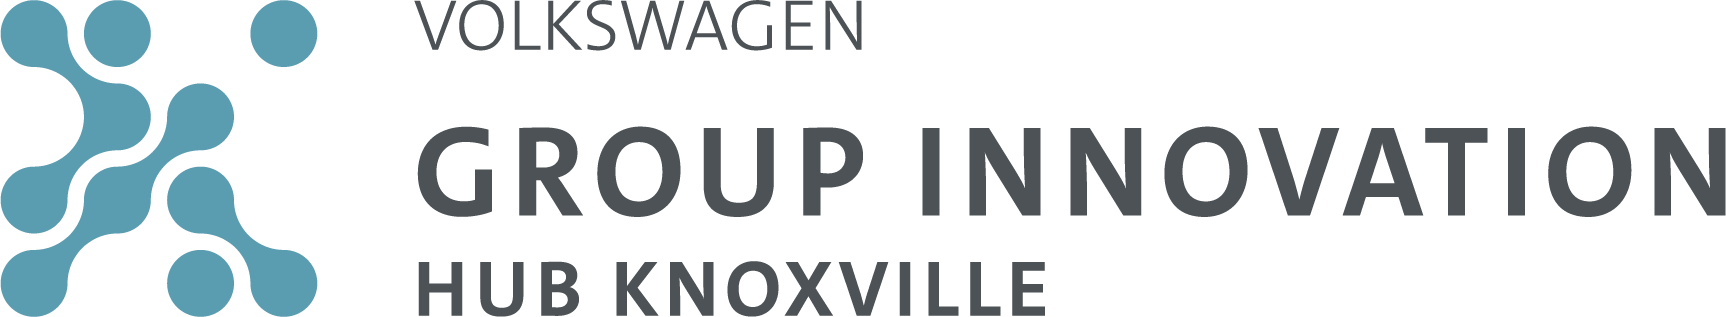 VOLKSWAGEN
GROUP INNOVATION
HUB KNOXVILLE